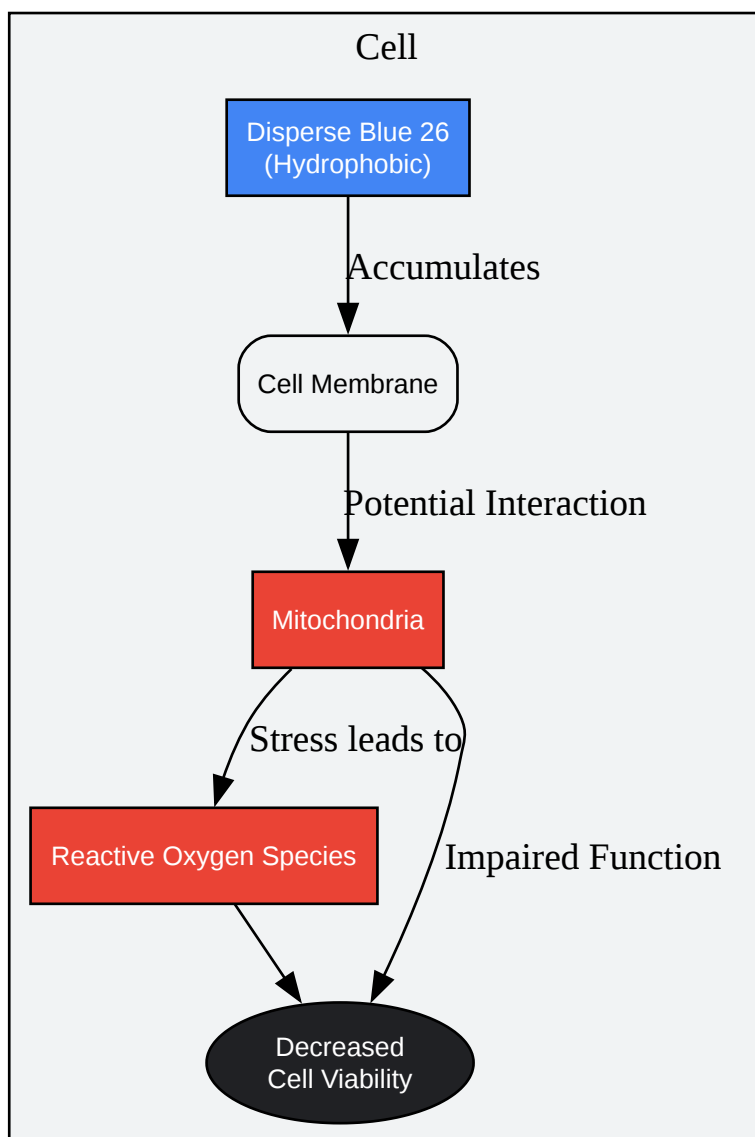 Cell
Disperse Blue 26
(Hydrophobic)
Accumulates
Cell Membrane
Potential Interaction
Mitochondria
Stress leads to
Reactive Oxygen Species
Impaired Function
Decreased
Cell Viability